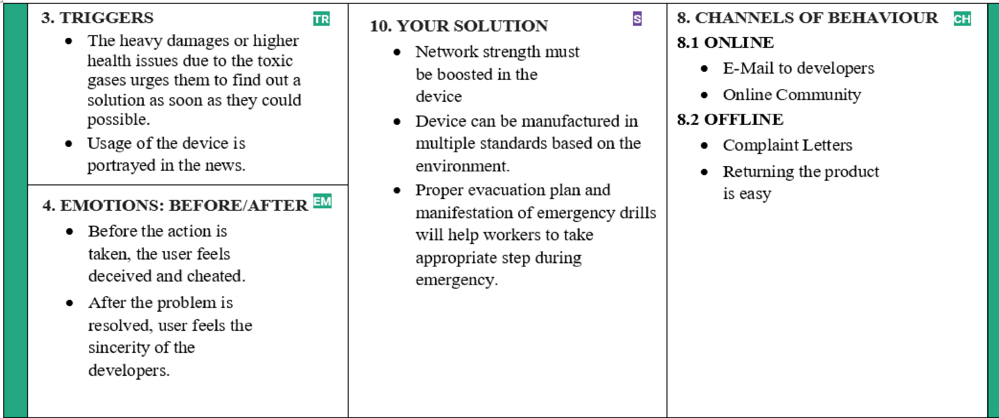 3. TRIGGERS
TR
● The heavy damages or higher
health issues due to the toxic
gases urges them to find out a
solution as soon as they could
possible.
● Usage of the device is
portrayed in the news.
4. EMOTIONS: BEFORE/AFTER
EM
● Before the action is
taken, the user feels
deceived and cheated.
● After the problem is
resolved, user feels the
sincerity of the
developers.
10. YOUR SOLUTION
S
● Network strength must
be boosted in the
device
● Device can be manufactured in
multiple standards based on the
environment.
● Proper evacuation plan and
manifestation of emergency drills
will help workers to take
appropriate step during
emergency.
8. CHANNELS OF BEHAVIOUR
CH
8.1 ONLINE
● E-Mail to developers
● Online Community
8.2 OFFLINE
● Complaint Letters
● Returning the product
is easy